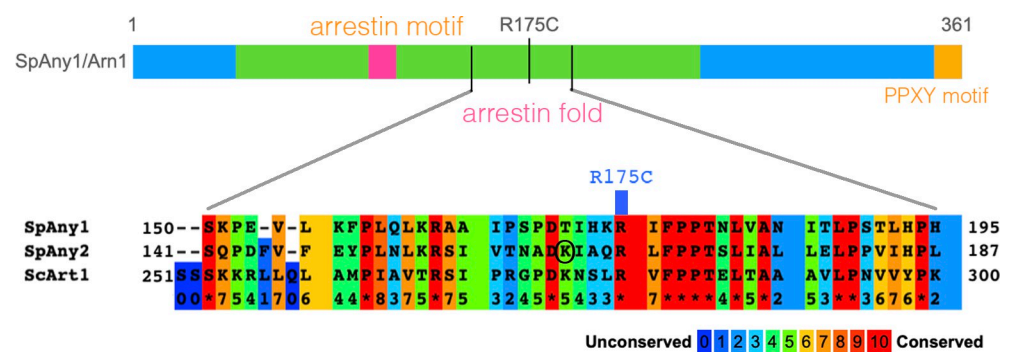 1 arrestin motif R175C 361
SpAny1/Arn1
PPXY motif
arrestin fold
R175C
SpAny1 150--SKPE-V-L KFPLQLKRAA IPSPDTIHKR IFPPTNLVAN ITLPSTLHPH 195
SpAny2 141--SQPDFV-F EYPLNLKRSI VTNADKIAQR LFPPTSLIAL LELPPAIHPH 187
ScArt1 251SSSKKRLLQL AMPIAVTRSI PRGPDKNSLR VFPPTELTAA VLPNVVYPK 300
00*7541706 44*8375*75 3245*5433* 7****4*5*2 53**3676*2
Unconserved 0 1 2 3 4 5 6 7 8 9 10 Conserved